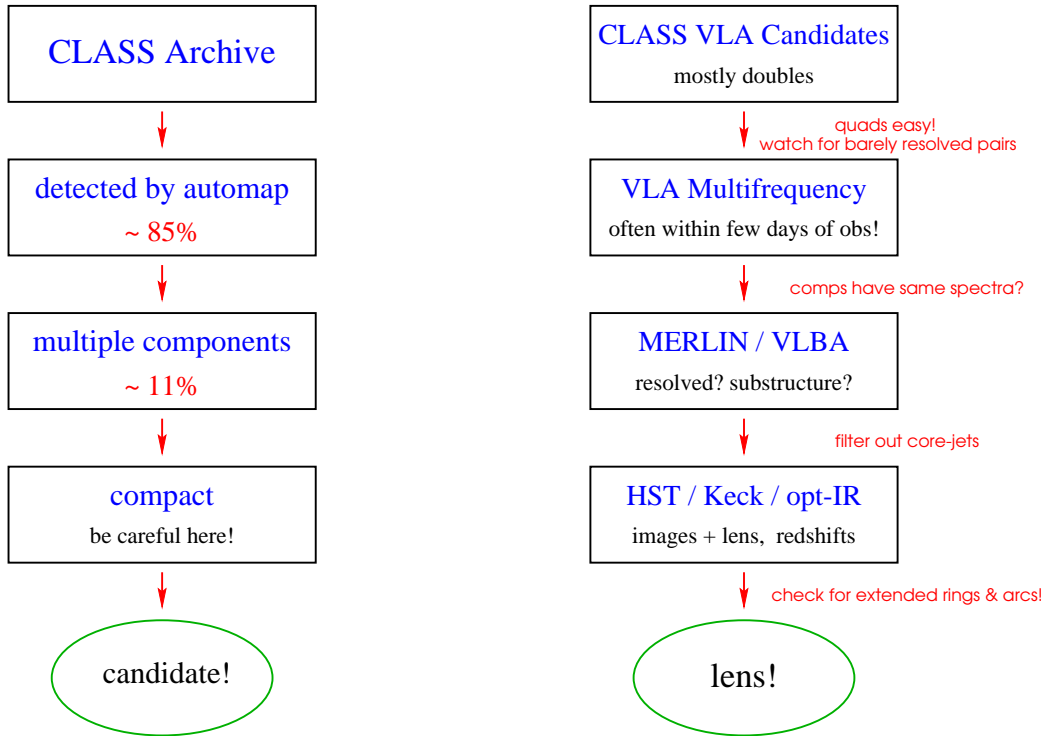 CLASS Archive
detected by automap
~ 85%
multiple components
~ 11%
compact
be careful here!
candidate!
CLASS VLA Candidates
mostly doubles
quads easy!
watch for barely resolved pairs
VLA Multifrequency
often within few days of obs!
comps have same spectra?
MERLIN / VLBA
resolved? substructure?
filter out core-jets
HST / Keck / opt-IR
images + lens, redshifts
check for extended rings & arcs!
lens!